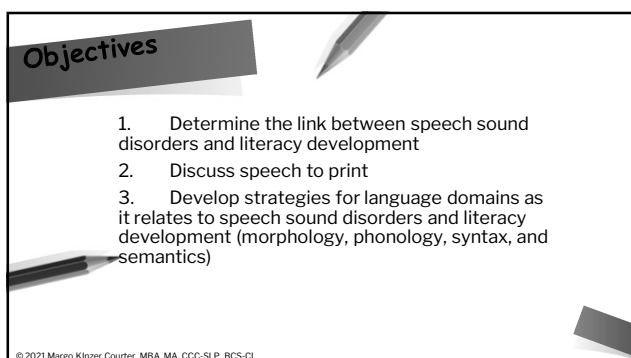 Objectives
1. Determine the link between speech sound
disorders and literacy development
2. Discuss speech to print
3. Develop strategies for language domains as
it relates to speech sound disorders and literacy
development (morphology, phonology, syntax, and
semantics)
© 2021 Margo KInzer Courter, MBA, MA, CCC-SLP, BCS-CL